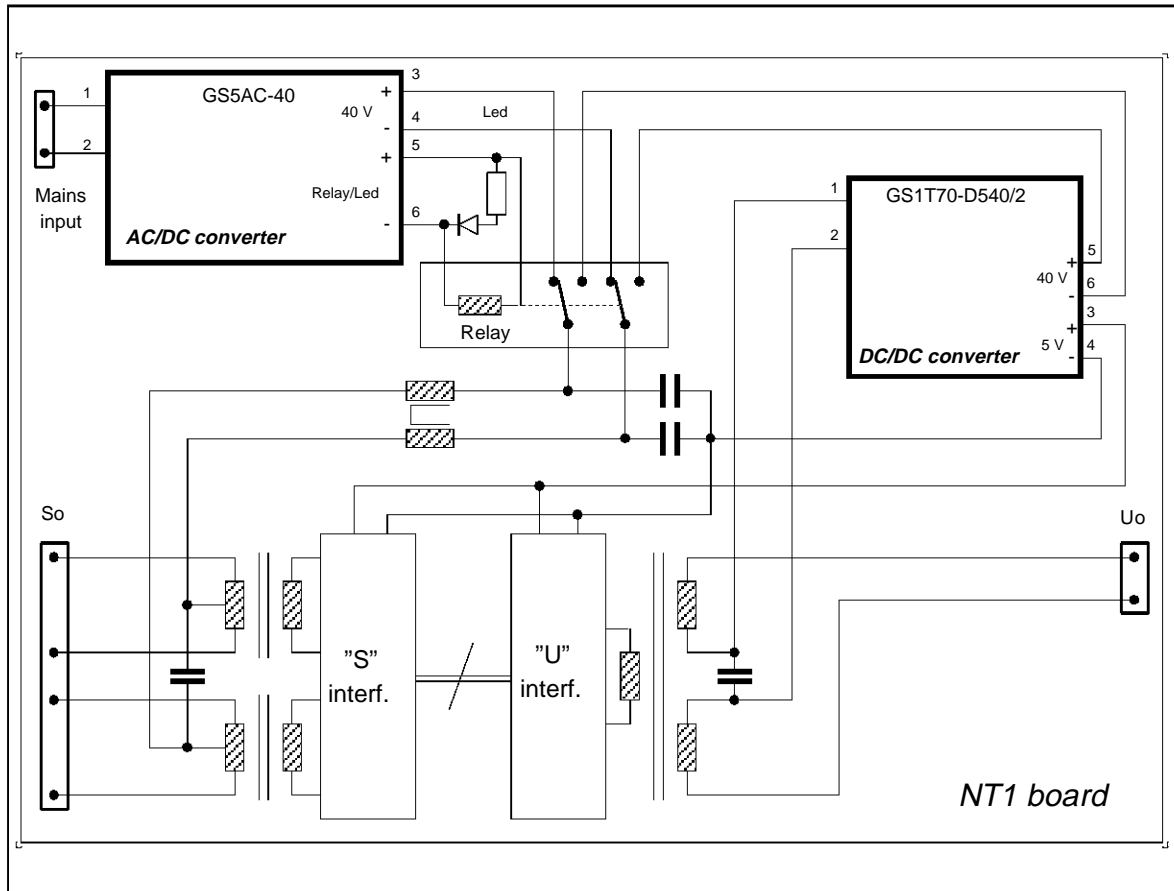 GS5AC-40
1
2
3
+
40 V
4
-
5
+
Relay/Led
6
-
AC/DC converter
Mains
input
Led
Relay
GS1T70-D540/2
1
2
5
+
40 V
6
-
3
+
5 V
4
-
DC/DC converter
So
Uo
"S"
interf.
"U"
interf.
NT1 board